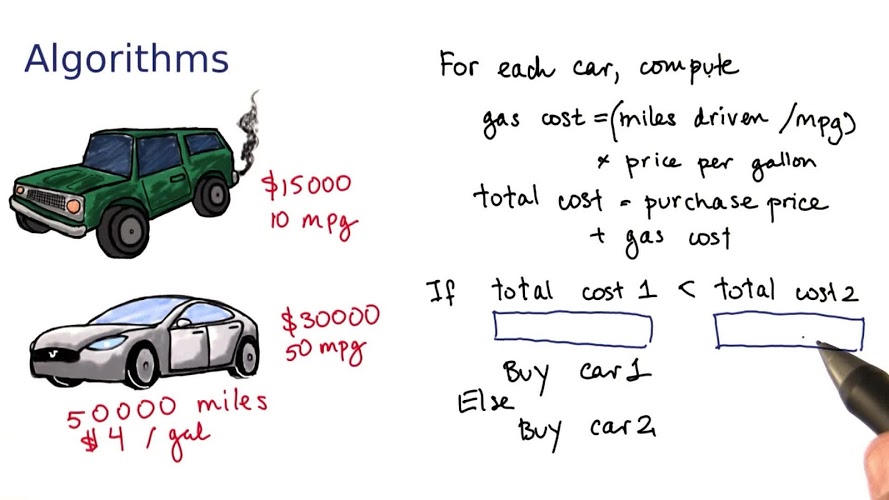 Algorithms
$15000
10 mpg
$30000
50 mpg
50000 miles
$4 / gal
For each car, compute
gas cost = (miles driven / mpg)
* price per gallon
total cost = purchase price
+ gas cost
If total cost 1 < total cost 2
Buy car 1
Else
Buy car 2